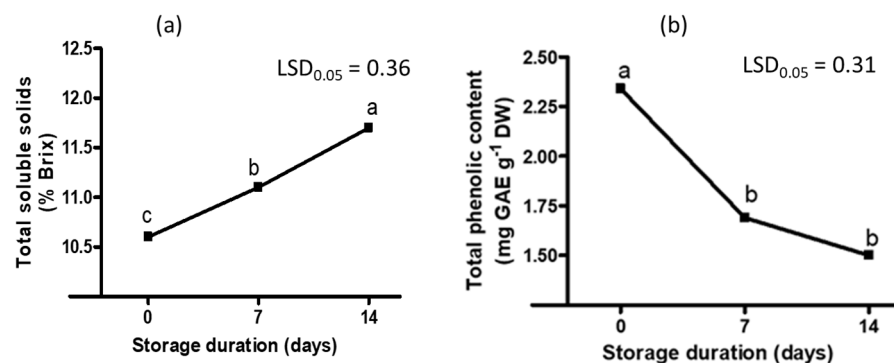 (a)
LSD0.05 = 0.36
Total soluble solids
(% Brix)
12.5
12.0
11.5
11.0
10.5
c
b
a
0
7
14
Storage duration (days)
(b)
LSD0.05 = 0.31
Total phenolic content
(mg GAE g-1 DW)
2.50
2.25
2.00
1.75
1.50
a
b
b
0
7
14
Storage duration (days)